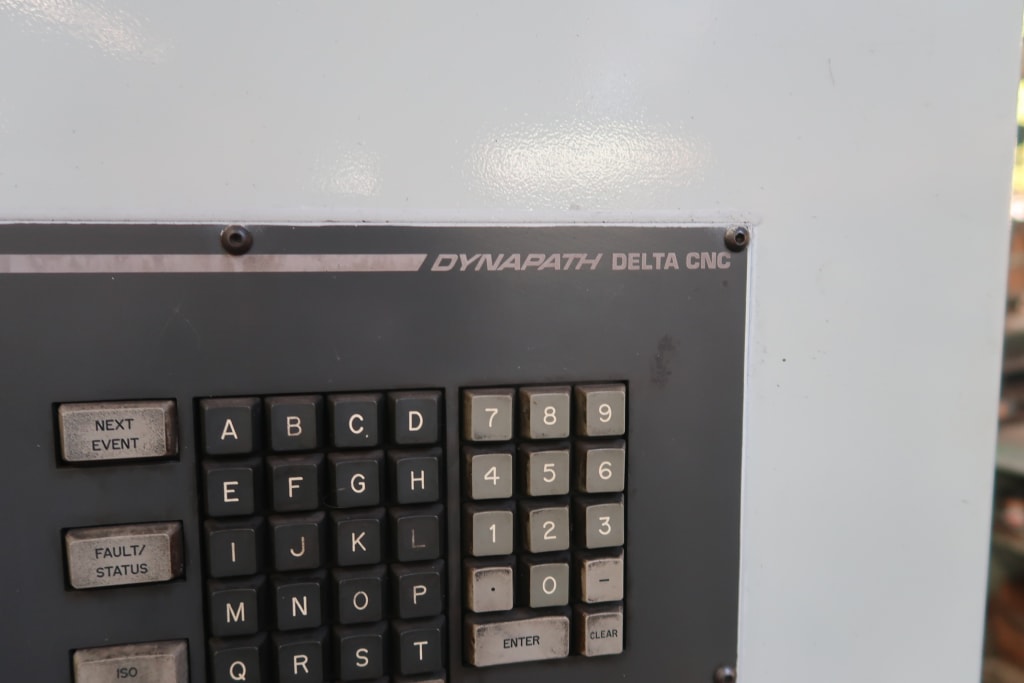 DYNAPATH DELTA CNC
NEXT
EVENT
A B C D 7 8 9
E F G H 4 5 6
FAULT/
STATUS
I J K L 1 2 3
M N O P . 0 -
ISO
Q R S T ENTER CLEAR